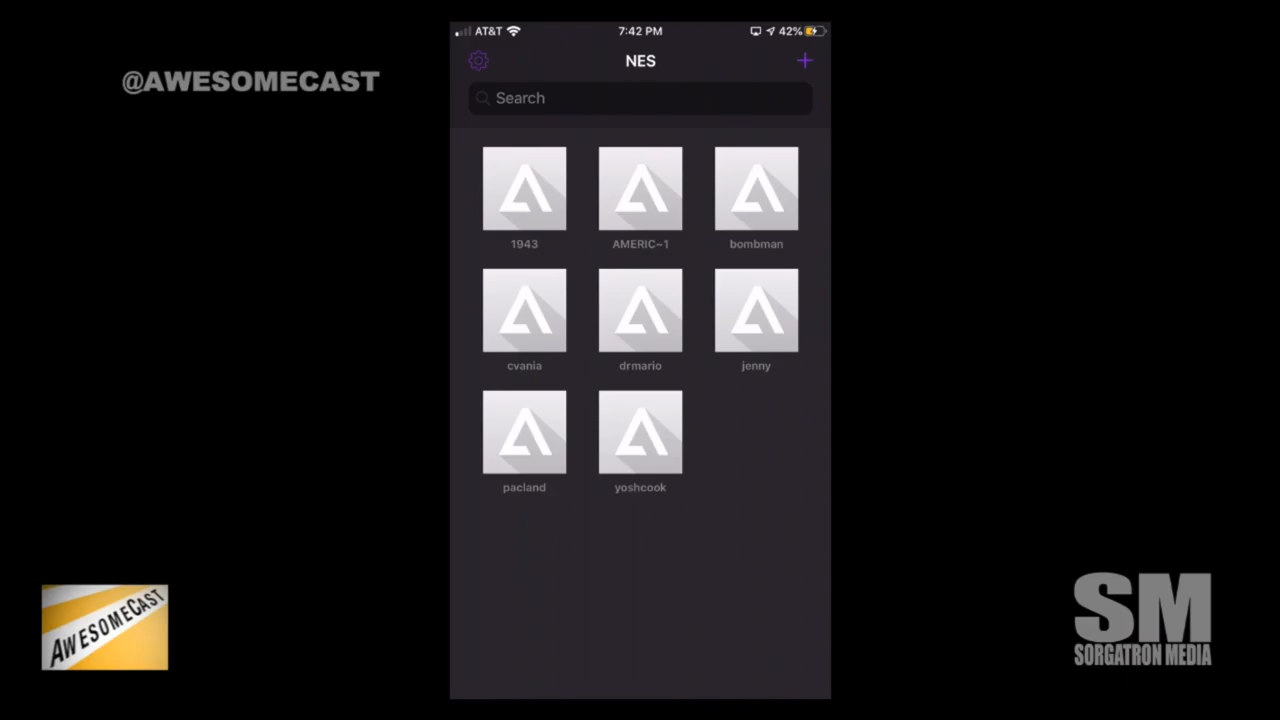 AT&T 7:42 PM 42%
NES
@AWESOMECAST
Search
1943 AMERIC~1 bombman
cvania drmario jenny
pacland yoshcook
AWESOMECAST
SM
SORGATRON MEDIA